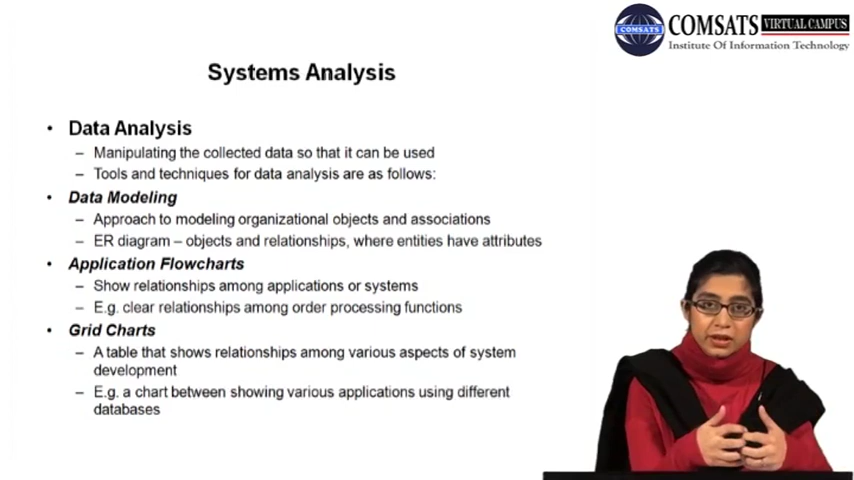 COMSATS VIRTUAL CAMPUS
COMSATS
Institute Of Information Technology
Systems Analysis
• Data Analysis
– Manipulating the collected data so that it can be used
– Tools and techniques for data analysis are as follows:
• Data Modeling
– Approach to modeling organizational objects and associations
– ER diagram – objects and relationships, where entities have attributes
• Application Flowcharts
– Show relationships among applications or systems
– E.g. clear relationships among order processing functions
• Grid Charts
– A table that shows relationships among various aspects of system
development
– E.g. a chart between showing various applications using different
databases